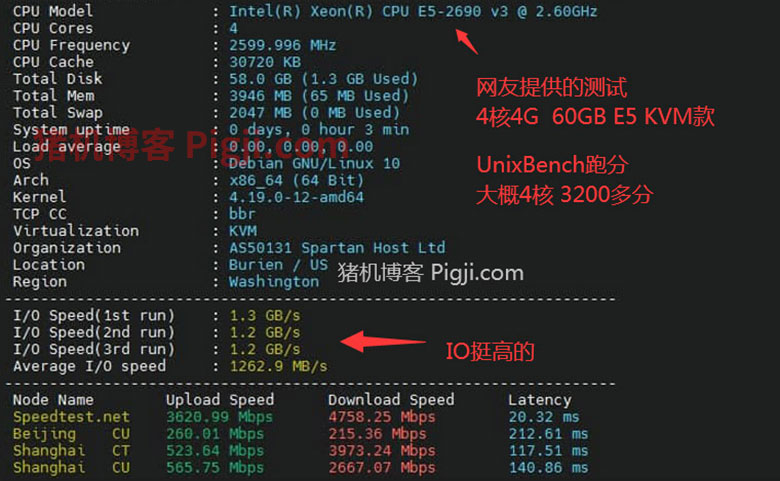 CPU Model : Intel(R) Xeon(R) CPU E5-2690 v3 @ 2.60GHz
CPU Cores : 4
CPU Frequency : 2599.996 MHz
CPU Cache : 30720 KB
Total Disk : 58.0 GB (1.3 GB Used)
Total Mem : 3946 MB (65 MB Used)
Total Swap : 2047 MB (0 MB Used)
System uptime : 0 days, 0 hour 3 min
Load average : 0.00, 0.00, 0.00
OS : Debian GNU/Linux 10
Arch : x86_64 (64 Bit)
Kernel : 4.19.0-12-amd64
TCP CC : bbr
Virtualization : KVM
Organization : AS50131 Spartan Host Ltd
Location : Burien / US
Region : Washington
网友提供的测试
4核4G 60GB E5 KVM款
UnixBench跑分
大概4核 3200多分
猪机博客 Pigji.com
猪机博客 Pigji.com
I/O Speed(1st run) : 1.3 GB/s
I/O Speed(2nd run) : 1.2 GB/s
I/O Speed(3rd run) : 1.2 GB/s
Average I/O speed : 1262.9 MB/s
IO挺高的
Node Name Upload Speed Download Speed Latency
Speedtest.net 3620.99 Mbps 4758.25 Mbps 20.32 ms
Beijing CU 260.01 Mbps 215.36 Mbps 212.61 ms
Shanghai CT 523.64 Mbps 3973.24 Mbps 117.51 ms
Shanghai CU 565.75 Mbps 2667.07 Mbps 140.86 ms